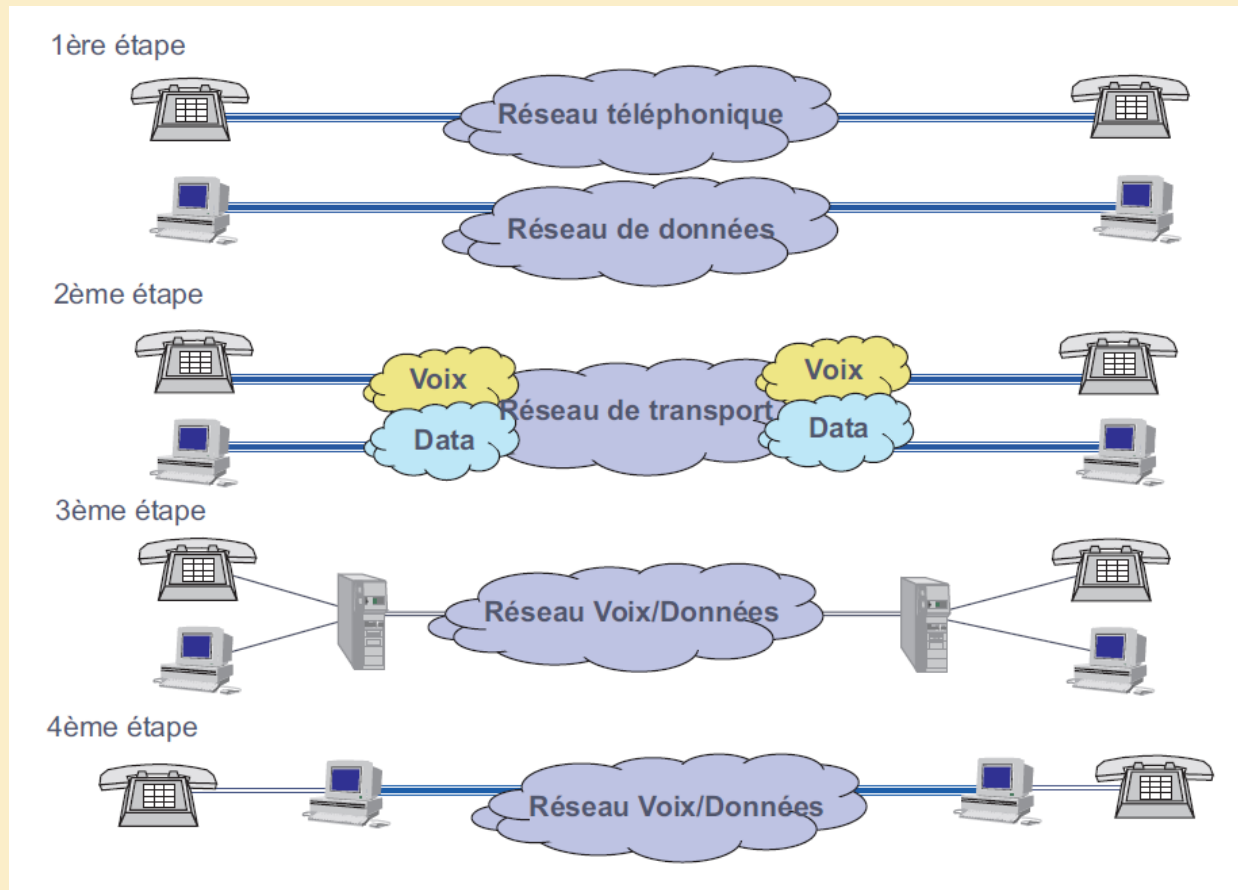 1ère étape
Réseau téléphonique
Réseau de données
2ème étape
Voix
Voix
Réseau de transport
Data
Data
3ème étape
Réseau Voix/Données
4ème étape
Réseau Voix/Données